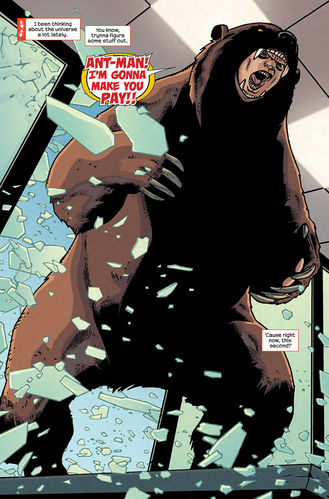 I been thinking
about the universe
a lot lately.
You know,
trynna figure
some stuff out.
ANT-MAN!
I'M GONNA
MAKE YOU
PAY!!
'Cause right
now, this
second?